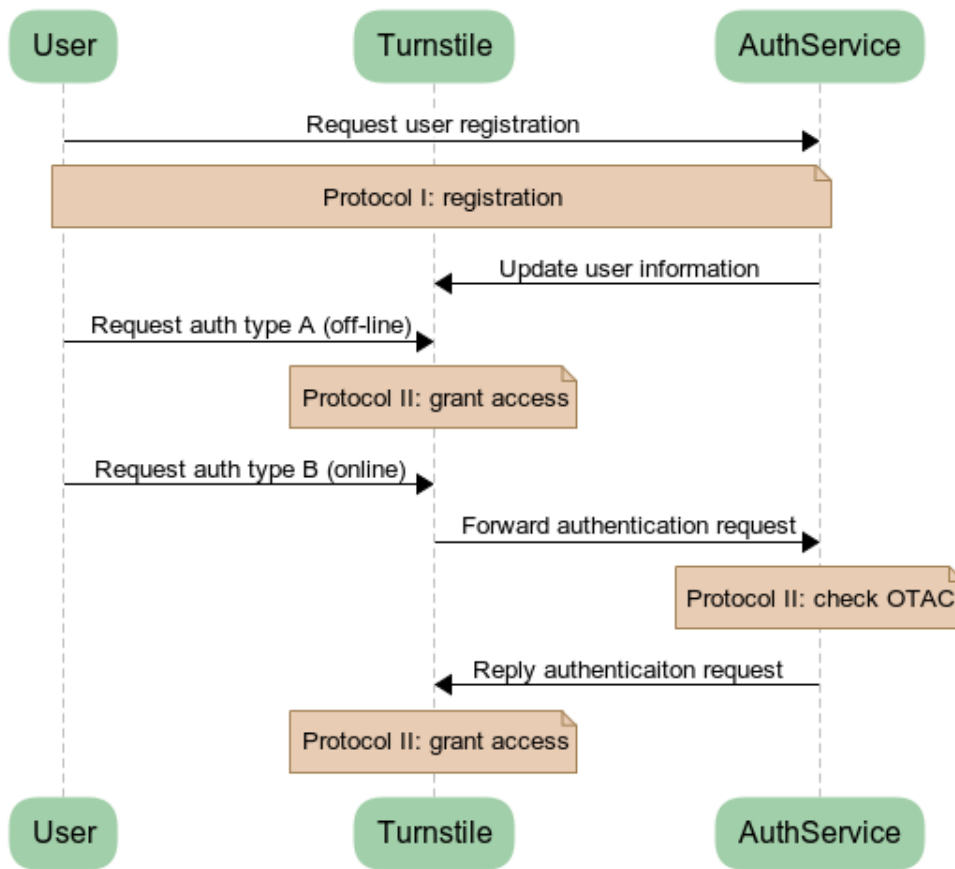 User
Turnstile
AuthService
Request user registration
Protocol I: registration
Update user information
Request auth type A (off-line)
Protocol II: grant access
Request auth type B (online)
Forward authentication request
Protocol II: check OTAC
Reply authenticaiton request
Protocol II: grant access
User
Turnstile
AuthService